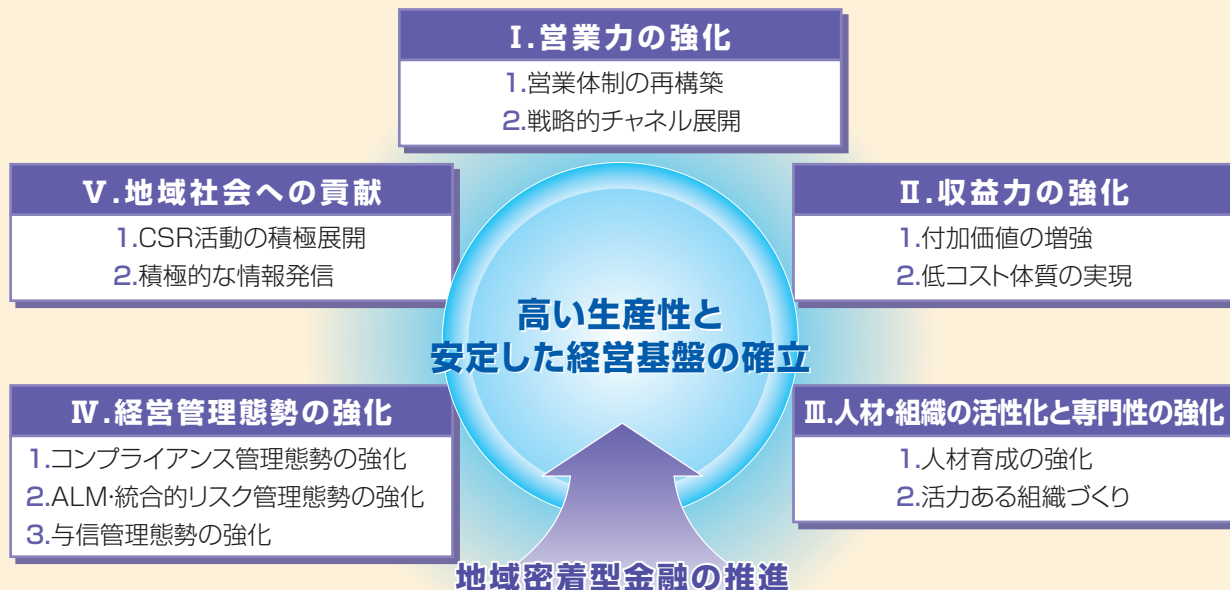 Ⅰ.営業力の強化
1.営業体制の再構築
2.戦略的チャネル展開
Ⅴ.地域社会への貢献
1.CSR活動の積極展開
2.積極的な情報発信
Ⅱ.収益力の強化
1.付加価値の増強
2.低コスト体質の実現
高い生産性と
安定した経営基盤の確立
Ⅳ.経営管理態勢の強化
1.コンプライアンス管理態勢の強化
2.ALM・統合的リスク管理態勢の強化
3.与信管理態勢の強化
Ⅲ.人材・組織の活性化と専門性の強化
1.人材育成の強化
2.活力ある組織づくり
地域密着型金融の推進